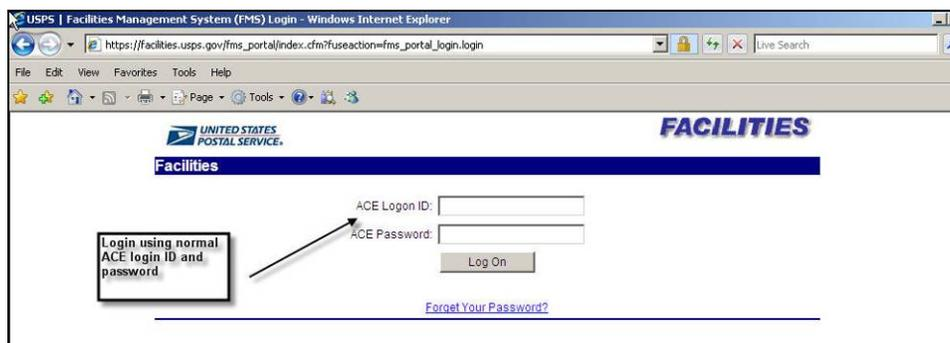 USPS | Facilities Management System (FMS) Login - Windows Internet Explorer
https://facilities.usps.gov/fms_portal/index.cfm?fuseaction=fms_portal_login.login
Live Search
File Edit View Favorites Tools Help
Page Tools
UNITED STATES
POSTAL SERVICE®
FACILITIES
Facilities
ACE Logon ID:
ACE Password:
Login using normal
ACE login ID and
password
Log On
Forget Your Password?